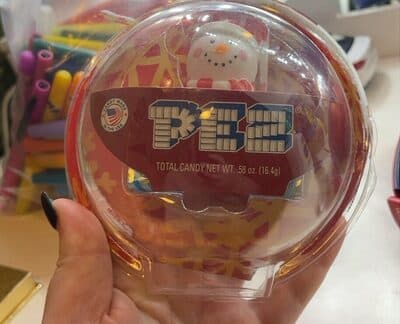 PEZ
TOTAL CANDY NET WT. .58 oz. (16.4g)